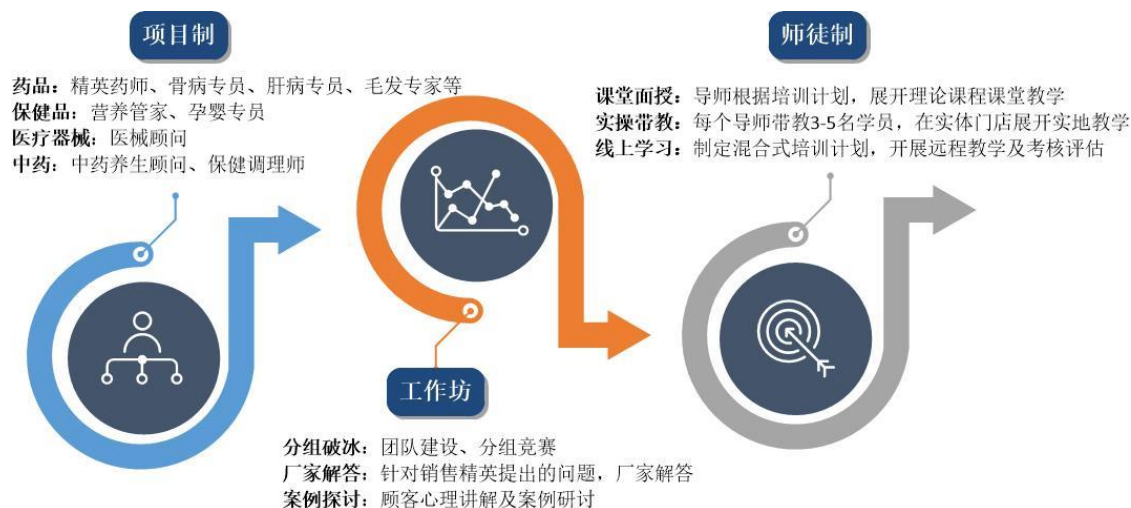 项目制
药品：精英药师、骨病专员、肝病专员、毛发专家等
保健品：营养管家、孕婴专员
医疗器械：医械顾问
中药：中药养生顾问、保健调理师
工作坊
分组破冰：团队建设、分组竞赛
厂家解答：针对销售精英提出的问题，厂家解答
案例探讨：顾客心理讲解及案例研讨
师徒制
课堂面授：导师根据培训计划，展开理论课程课堂教学
实操带教：每个导师带教3-5名学员，在实体门店展开实地教学
线上学习：制定混合式培训计划，开展远程教学及考核评估